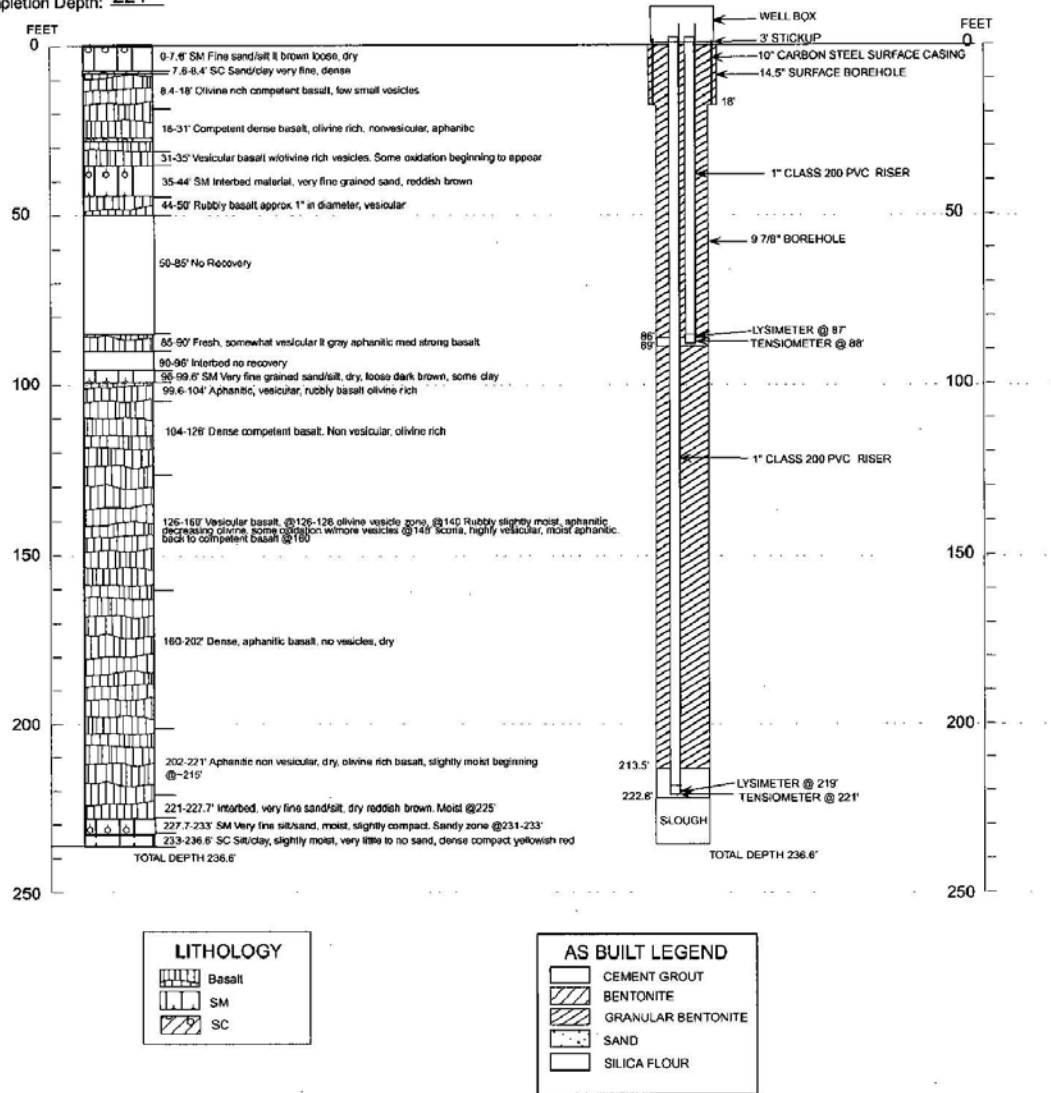 Completion Depth: 221'
FEET
0
50
100
150
200
250
0-7.6' SM Fine sand/silt lt brown loose, dry
7.6-8.4' SC Sand/clay very fine, dense
8.4-18' Olivine rich competent basalt, few small vesicles
18-31' Competent dense basalt, olivine rich, nonvesicular, aphanitic
31-35' Vesicular basalt w/olivine rich vesicles. Some oxidation beginning to appear
35-44' SM Interbed material, very fine grained sand, reddish brown
44-50' Rubbly basalt approx 1" in diameter, vesicular
50-85' No Recovery
85-90' Fresh, somewhat vesicular lt gray aphanitic med strong basalt
90-96' Interbed no recovery
96-99.6' SM Very fine grained sand/silt, dry, loose dark brown, some clay
99.6-104' Aphanitic, vesicular, rubbly basalt olivine rich
104-126' Dense competent basalt. Non vesicular, olivine rich
126-160' Vesicular basalt, @126-128 olivine vesicle zone, @140 Rubbly slightly moist, aphanitic
decreasing olivine, some oxidation w/more vesicles @148' scoria, highly vesicular, moist aphanitic.
back to competent basalt @160
160-202' Dense, aphanitic basalt, no vesicles, dry
202-221' Aphanitic non vesicular, dry, olivine rich basalt, slightly moist beginning
@~215'
221-227.7' Interbed, very fine sand/silt, dry reddish brown. Moist @225'
227.7-233' SM Very fine silt/sand, moist, slightly compact. Sandy zone @231-233'
233-236.6' SC Silt/clay, slightly moist, very little to no sand, dense compact yellowish red
TOTAL DEPTH 236.6'
WELL BOX
3' STICKUP
10" CARBON STEEL SURFACE CASING
14.5" SURFACE BOREHOLE
18'
1" CLASS 200 PVC RISER
9 7/8" BOREHOLE
86'
89'
LYSIMETER @ 87'
TENSIOMETER @ 88'
1" CLASS 200 PVC RISER
213.5'
222.6'
LYSIMETER @ 219'
TENSIOMETER @ 221'
SLOUGH
TOTAL DEPTH 236.6'
FEET
0
50
100
150
200
250
LITHOLOGY
Basalt
SM
SC
AS BUILT LEGEND
CEMENT GROUT
BENTONITE
GRANULAR BENTONITE
SAND
SILICA FLOUR